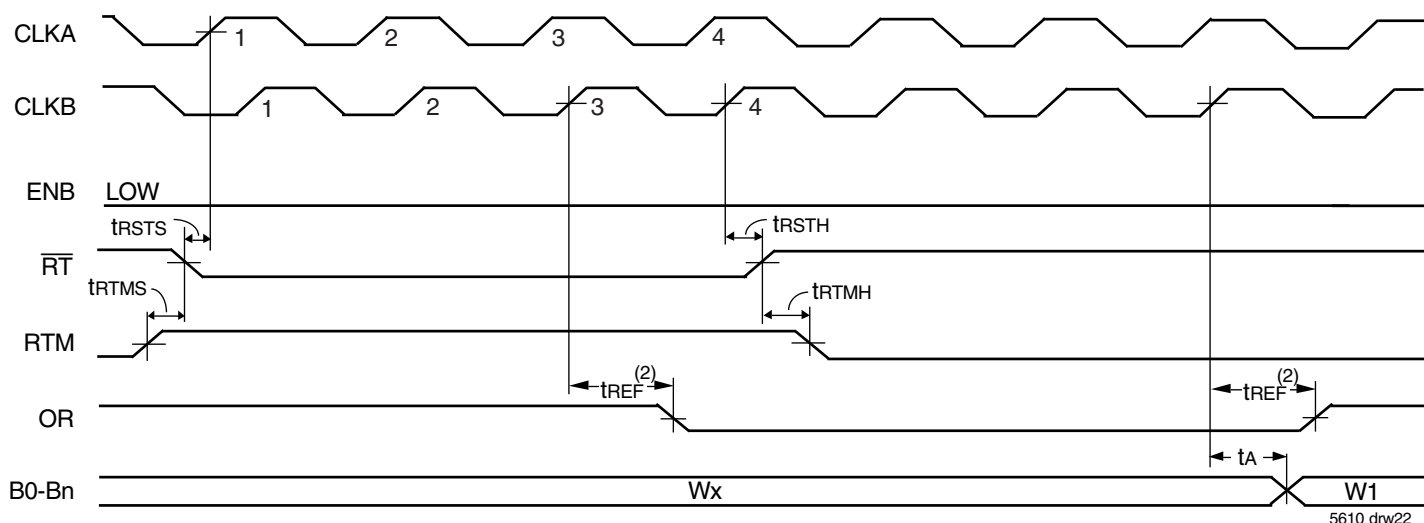 CLKA 1 2 3 4
CLKB 1 2 3 4
ENB LOW
tRSTS tRSTH
RT
tRTMS tRTMH
RTM
tREF(2) tREF(2)
OR
tA
B0-Bn Wx W1
5610 drw22